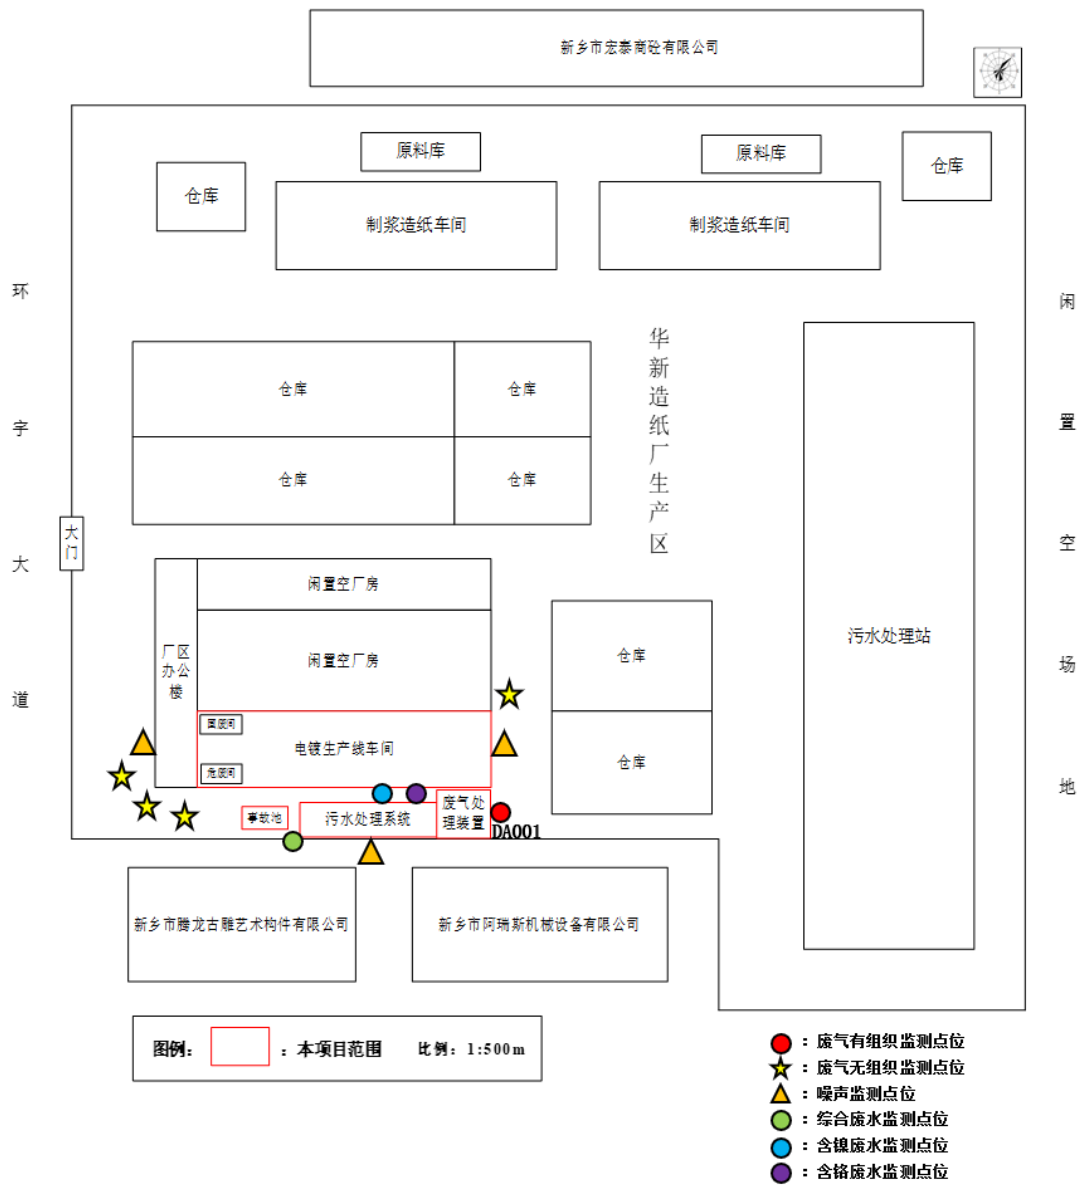 新乡市宏泰商砼有限公司
原料库
原料库
仓库
仓库
制浆造纸车间
制浆造纸车间
环宇大道
闲置空场地
华新造纸厂生产区
仓库
仓库
仓库
仓库
大门
闲置空厂房
厂区办公楼
闲置空厂房
仓库
污水处理站
固废间
电镀生产线车间
危废间
仓库
事故池
污水处理系统
废气处
理装置
DA001
新乡市腾龙古雕艺术构件有限公司
新乡市阿瑞斯机械设备有限公司
图例：
：本项目范围
比例：1:500m
：废气有组织监测点位
：废气无组织监测点位
：噪声监测点位
：综合废水监测点位
：含镍废水监测点位
：含铬废水监测点位